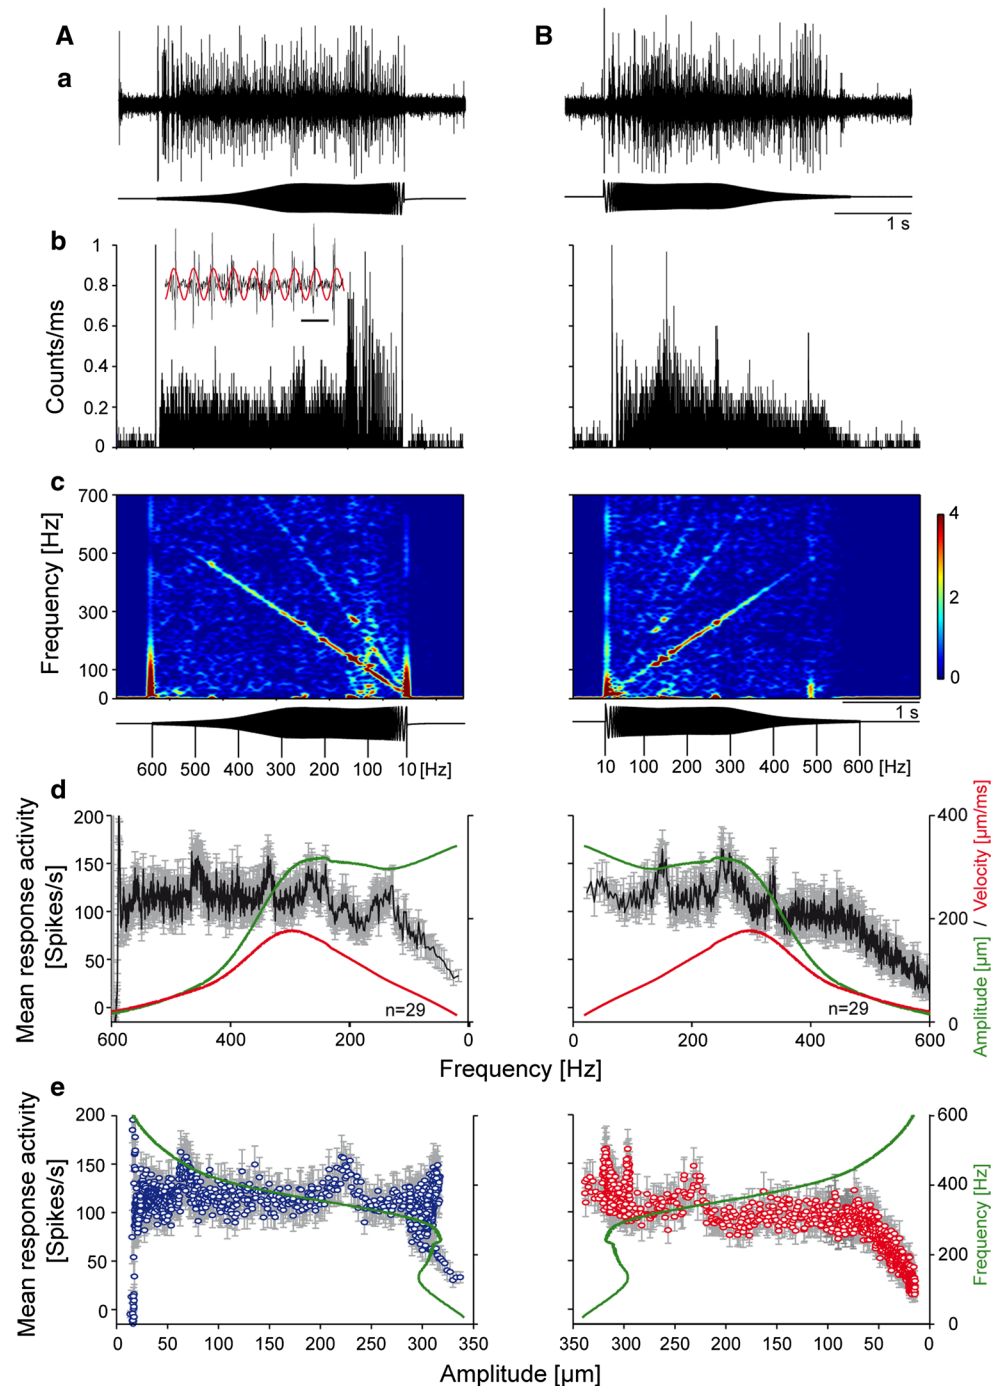 A B
a
1 s
b
1
0.8
0.6
0.4
0.2
0
Counts/ms
c
700
500
300
100
0
Frequency [Hz]
4
2
0
1 s
600 500 400 300 200 100 10 [Hz]
10 100 200 300 400 500 600 [Hz]
d
200
150
100
50
0
Mean response activity
[Spikes/s]
n=29
600 400 200 0
n=29
0 200 400 600
400
200
0
Amplitude [µm] / Velocity [µm/ms]
Frequency [Hz]
e
200
150
100
50
0
Mean response activity
[Spikes/s]
0 50 100 150 200 250 300 350
350 300 250 200 150 100 50 0
600
400
200
0
Frequency [Hz]
Amplitude [µm]